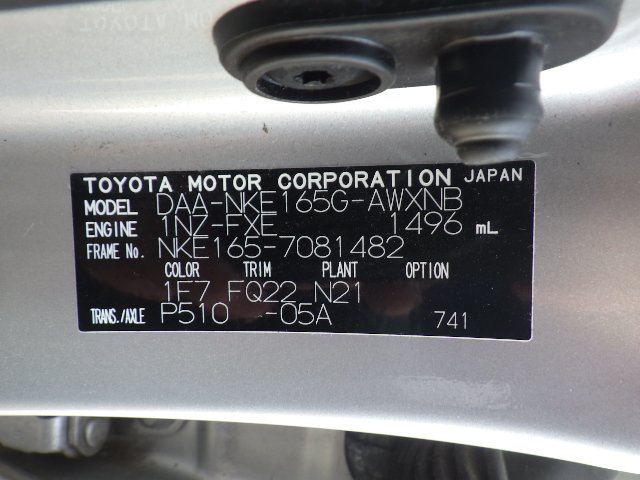 TOYOTA MOTOR CORPORATION JAPAN
MODEL DAA-NKE165G-AWXNB
ENGINE 1NZ-FXE 1496 mL
FRAME No. NKE165-7081482
COLOR TRIM PLANT OPTION
1F7 FQ22 N21
TRANS./AXLE P510 -05A 741